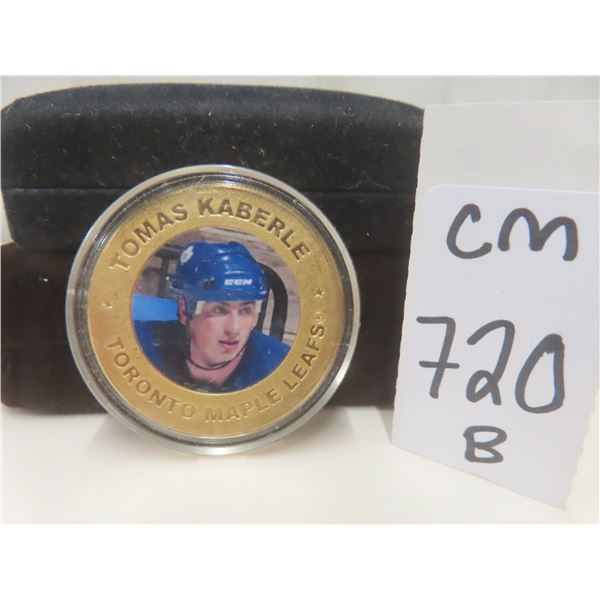 TOMAS KABERLE
CCM
TORONTO MAPLE LEAFS®
CM
720
B